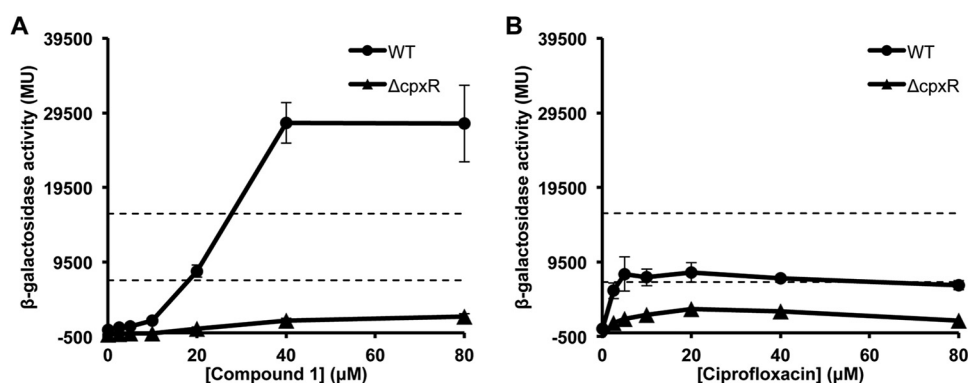 A
39500
29500
19500
9500
-500
β-galactosidase activity (MU)
WT
ΔcpxR
0
20
40
60
80
[Compound 1] (μM)
B
39500
29500
19500
9500
-500
β-galactosidase activity (MU)
WT
ΔcpxR
0
20
40
60
80
[Ciprofloxacin] (μM)